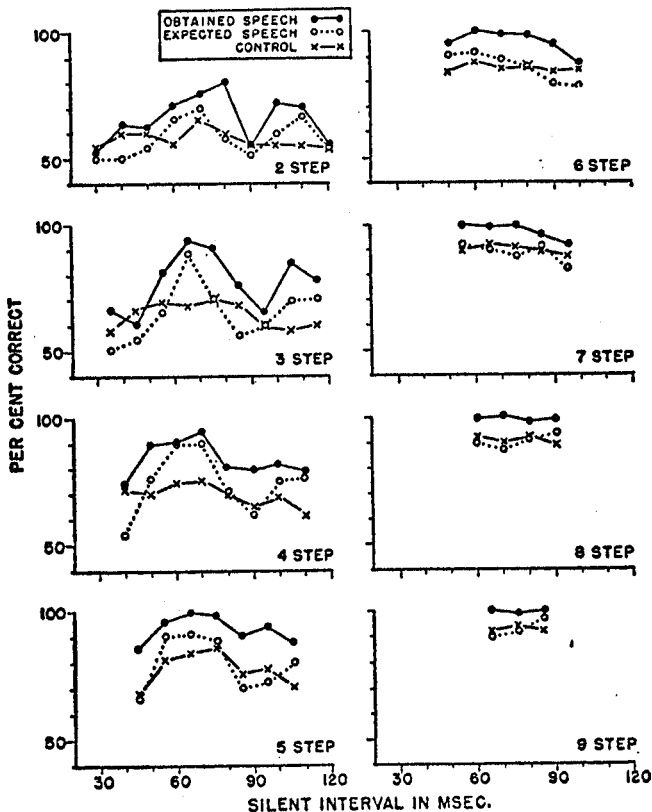 OBTAINED SPEECH
EXPECTED SPEECH
CONTROL
PER CENT CORRECT
100
50
2 STEP
100
50
3 STEP
100
50
4 STEP
100
50
5 STEP
30 60 90 120
6 STEP
7 STEP
8 STEP
9 STEP
30 60 90 120
SILENT INTERVAL IN MSEC.